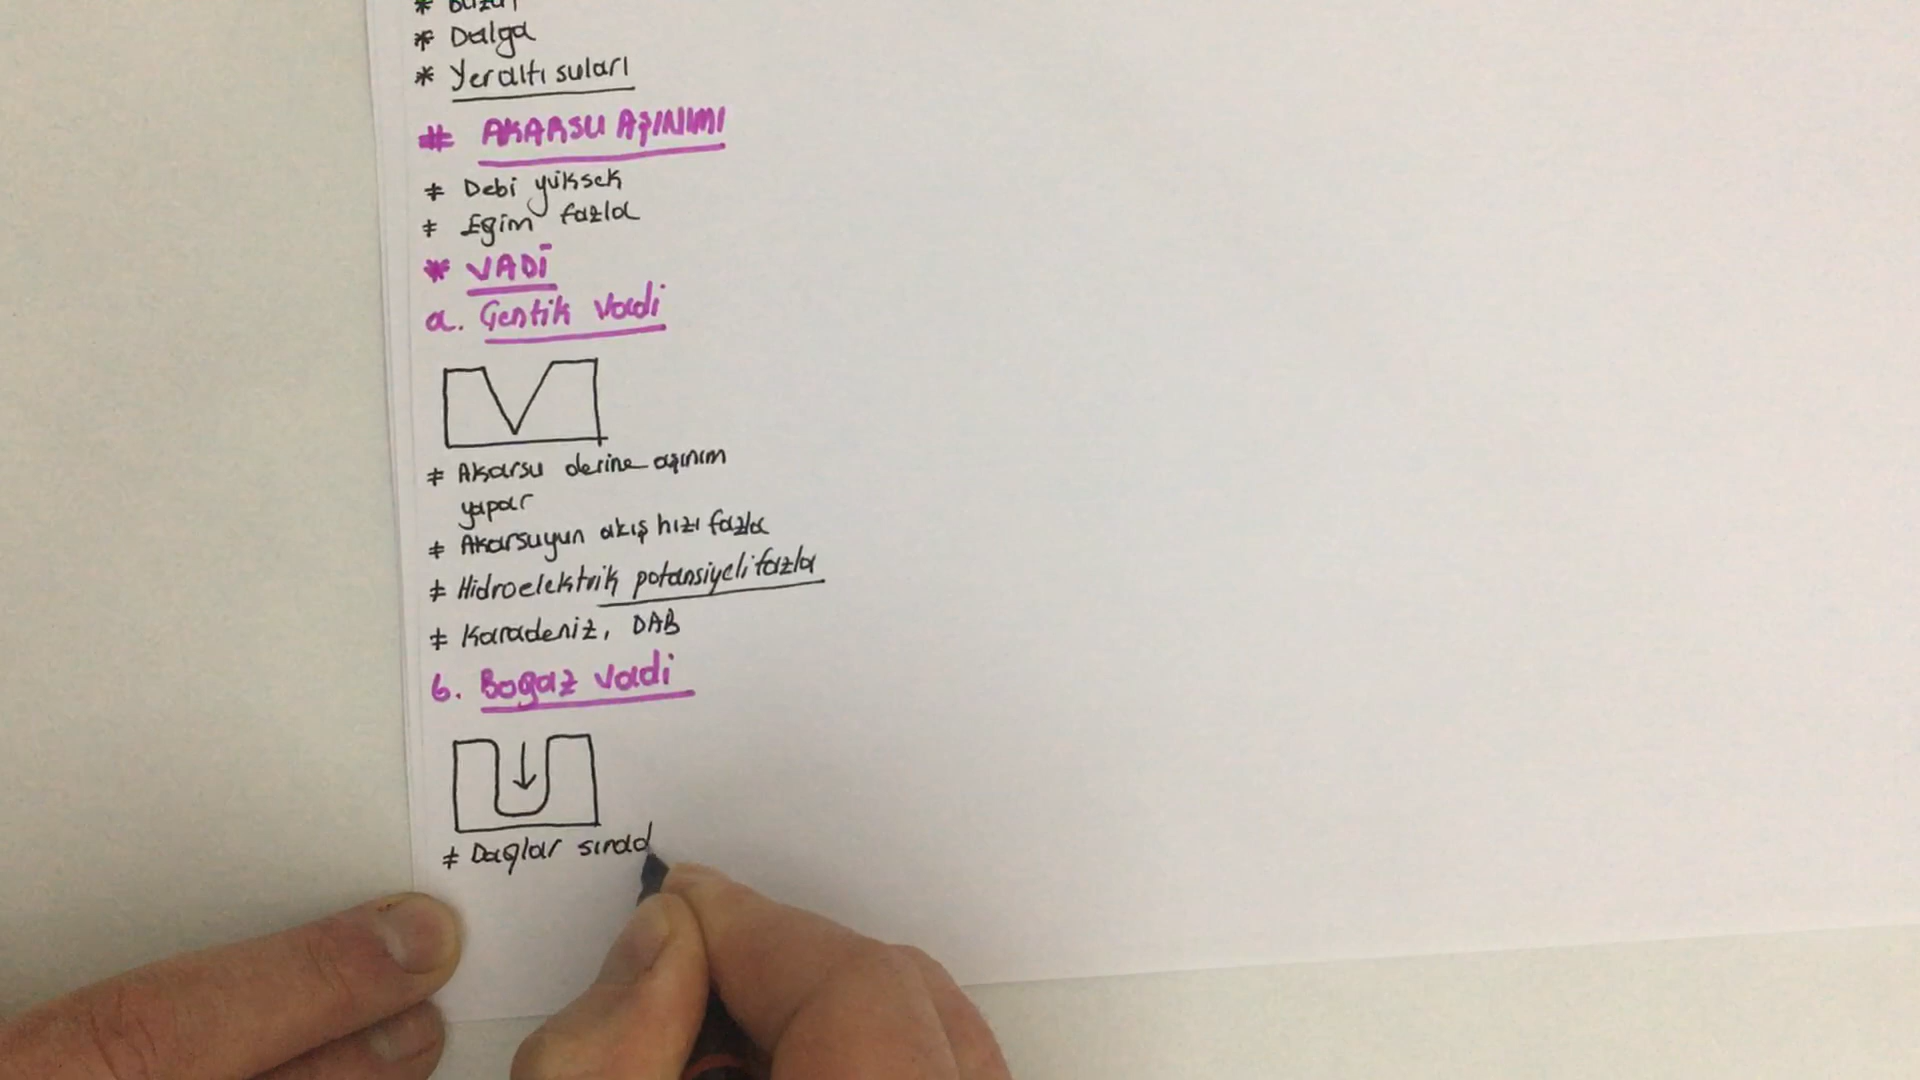 * Dalga
* Yeraltı suları
# AKARSU AŞINIMI
* Debi yüksek
* Eğim fazla
* VADİ
a. Çentik Vadi
* Akarsu derine aşınım
yapar
* Akarsuyun akış hızı fazla
* Hidroelektrik potansiyeli fazla
* Karadeniz, DAB
b. Boğaz vadi
* Dağlar sırad